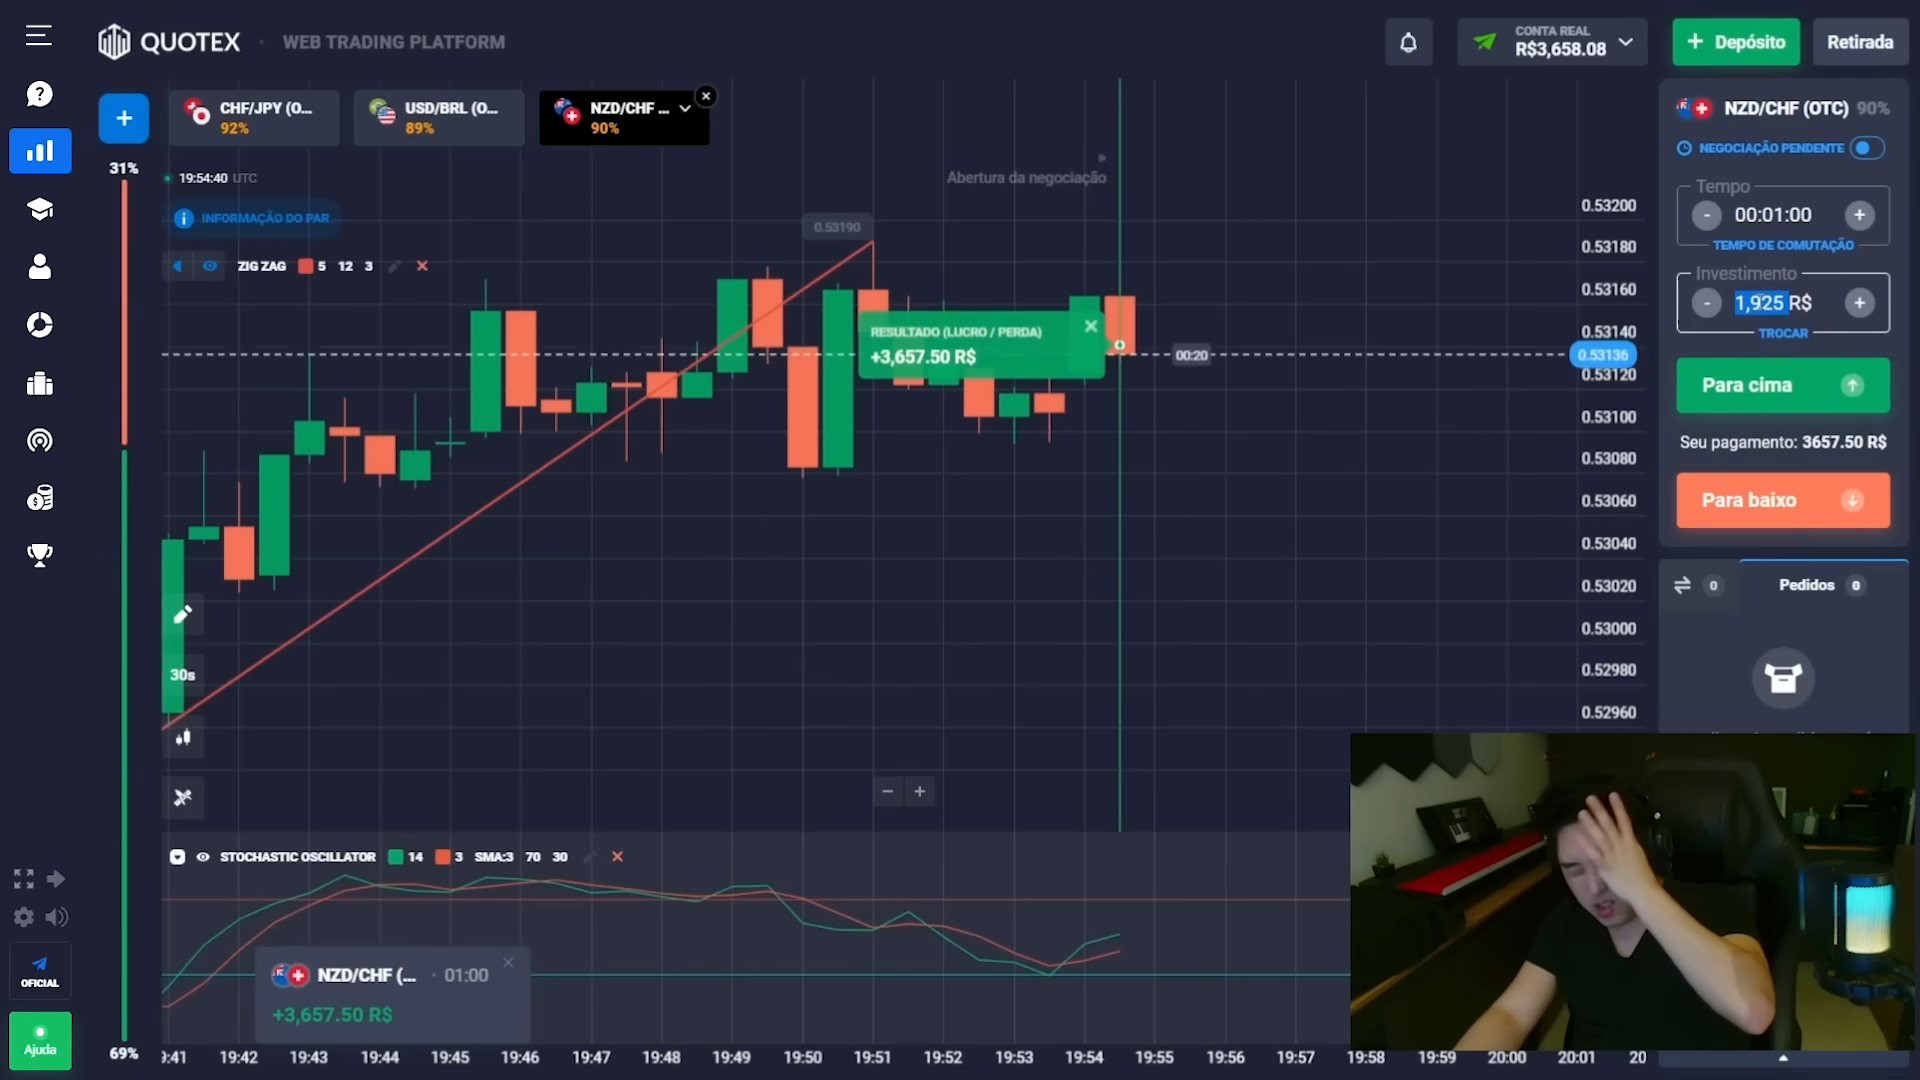 QUOTEX
WEB TRADING PLATFORM
CONTA REAL
R$3,658.08
+ Depósito
Retirada
+
CHF/JPY (O...
92%
USD/BRL (O...
89%
NZD/CHF ...
90%
31%
19:54:40 UTC
INFORMAÇÃO DO PAR
ZIG ZAG 5 12 3
Abertura da negociação
0.53190
RESULTADO (LUCRO / PERDA)
+3,657.50 R$
00:20
0.53200
0.53180
0.53160
0.53140
0.53136
0.53120
0.53100
0.53080
0.53060
0.53040
0.53020
0.53000
0.52980
0.52960
NZD/CHF (OTC) 90%
NEGOCIAÇÃO PENDENTE
Tempo
- 00:01:00 +
TEMPO DE COMUTAÇÃO
Investimento
- 1,925 R$ +
TROCAR
Para cima
Seu pagamento: 3657.50 R$
Para baixo
0
Pedidos 0
30s
− +
STOCHASTIC OSCILLATOR 14 3 SMA:3 70 30
NZD/CHF (... · 01:00
+3,657.50 R$
OFICIAL
Ajuda
69%
9:41 19:42 19:43 19:44 19:45 19:46 19:47 19:48 19:49 19:50 19:51 19:52 19:53 19:54 19:55 19:56 19:57 19:58 19:59 20:00 20:01 20